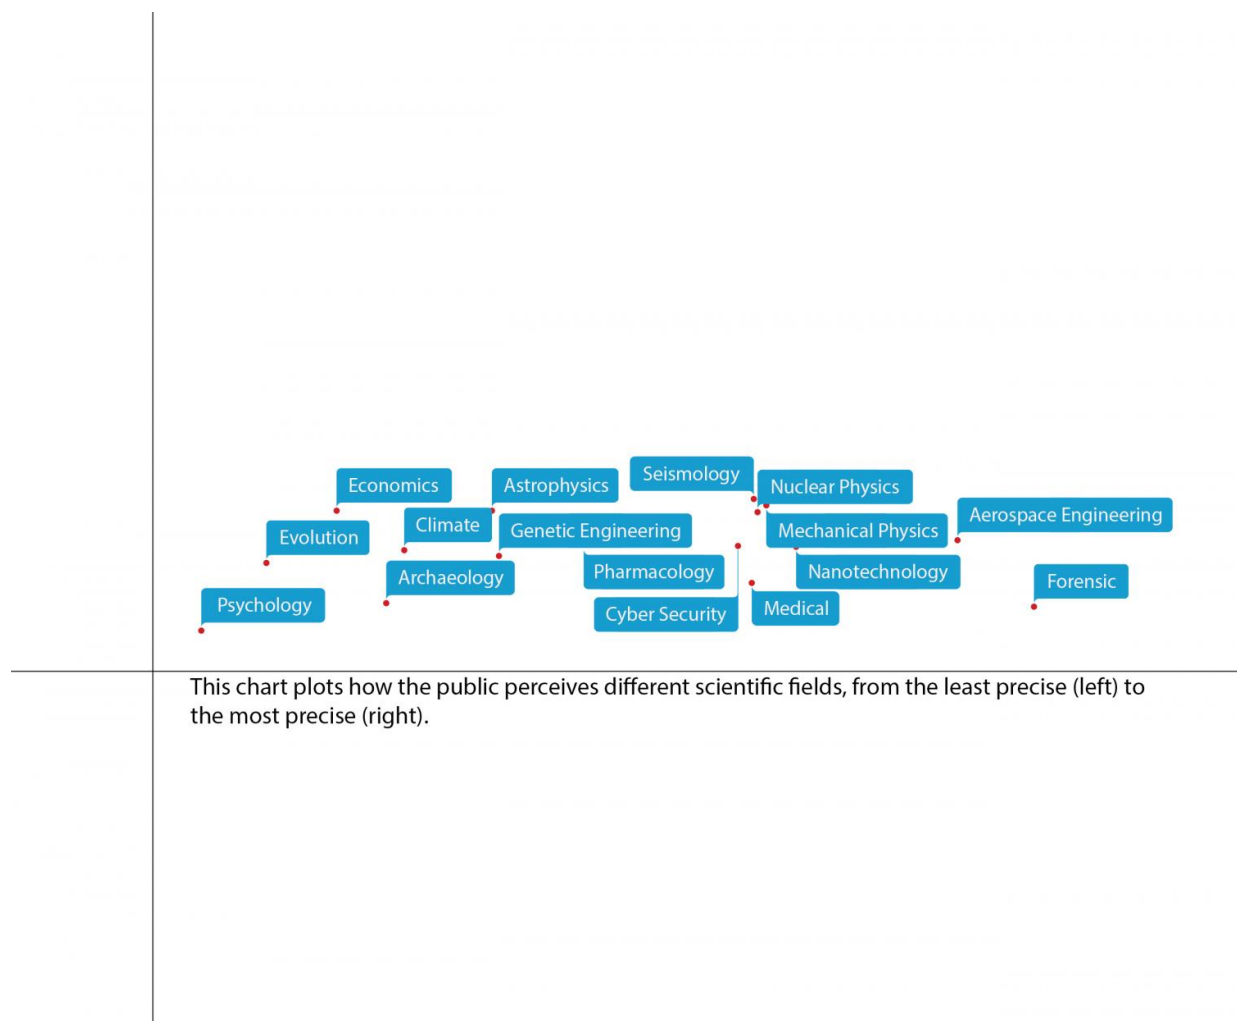 Seismology
Economics
Astrophysics
Nuclear Physics
Aerospace Engineering
Climate
Evolution
Genetic Engineering
Mechanical Physics
Archaeology
Pharmacology
Nanotechnology
Forensic
Psychology
Cyber Security
Medical
This chart plots how the public perceives different scientific fields, from the least precise (left) to
the most precise (right).